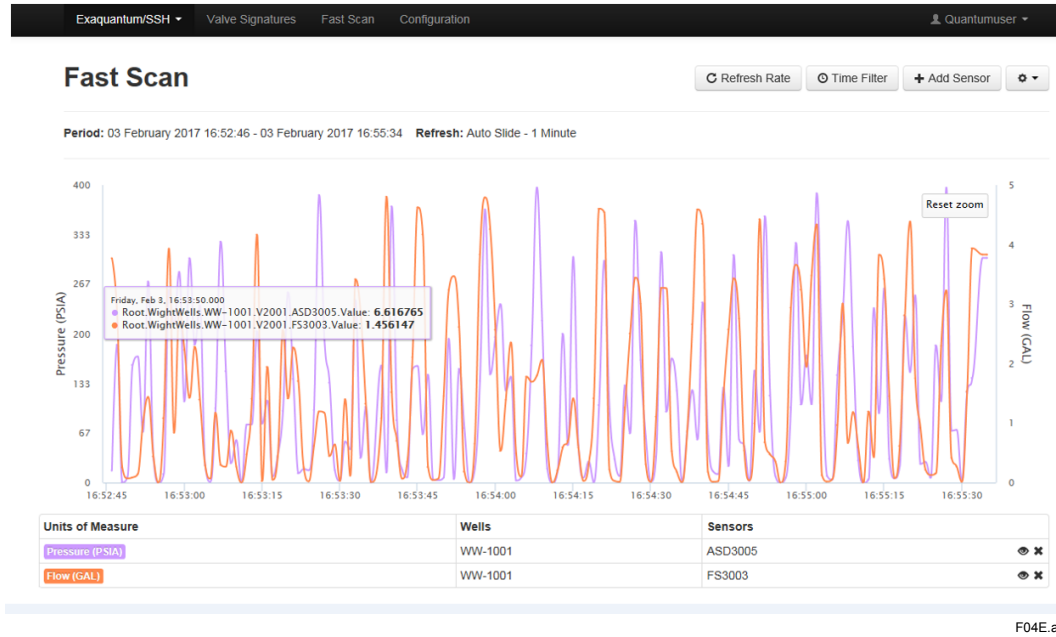 Exaquantum/SSH Valve Signatures Fast Scan Configuration Quantumuser
Fast Scan
Refresh Rate Time Filter Add Sensor
Period: 03 February 2017 16:52:46 - 03 February 2017 16:55:34 Refresh: Auto Slide - 1 Minute
400 5
Reset zoom
333 4
267
Friday, Feb 3, 16:53:50.000
Root.WightWells.WW-1001.V2001.ASD3005.Value: 6.616765
Root.WightWells.WW-1001.V2001.FS3003.Value: 1.456147
3
200
Pressure (PSIA)
Flow (GAL)
2
133
1
67
0 0
16:52:45 16:53:00 16:53:15 16:53:30 16:53:45 16:54:00 16:54:15 16:54:30 16:54:45 16:55:00 16:55:15 16:55:30
Units of Measure Wells Sensors
Pressure (PSIA) WW-1001 ASD3005
Flow (GAL) WW-1001 FS3003